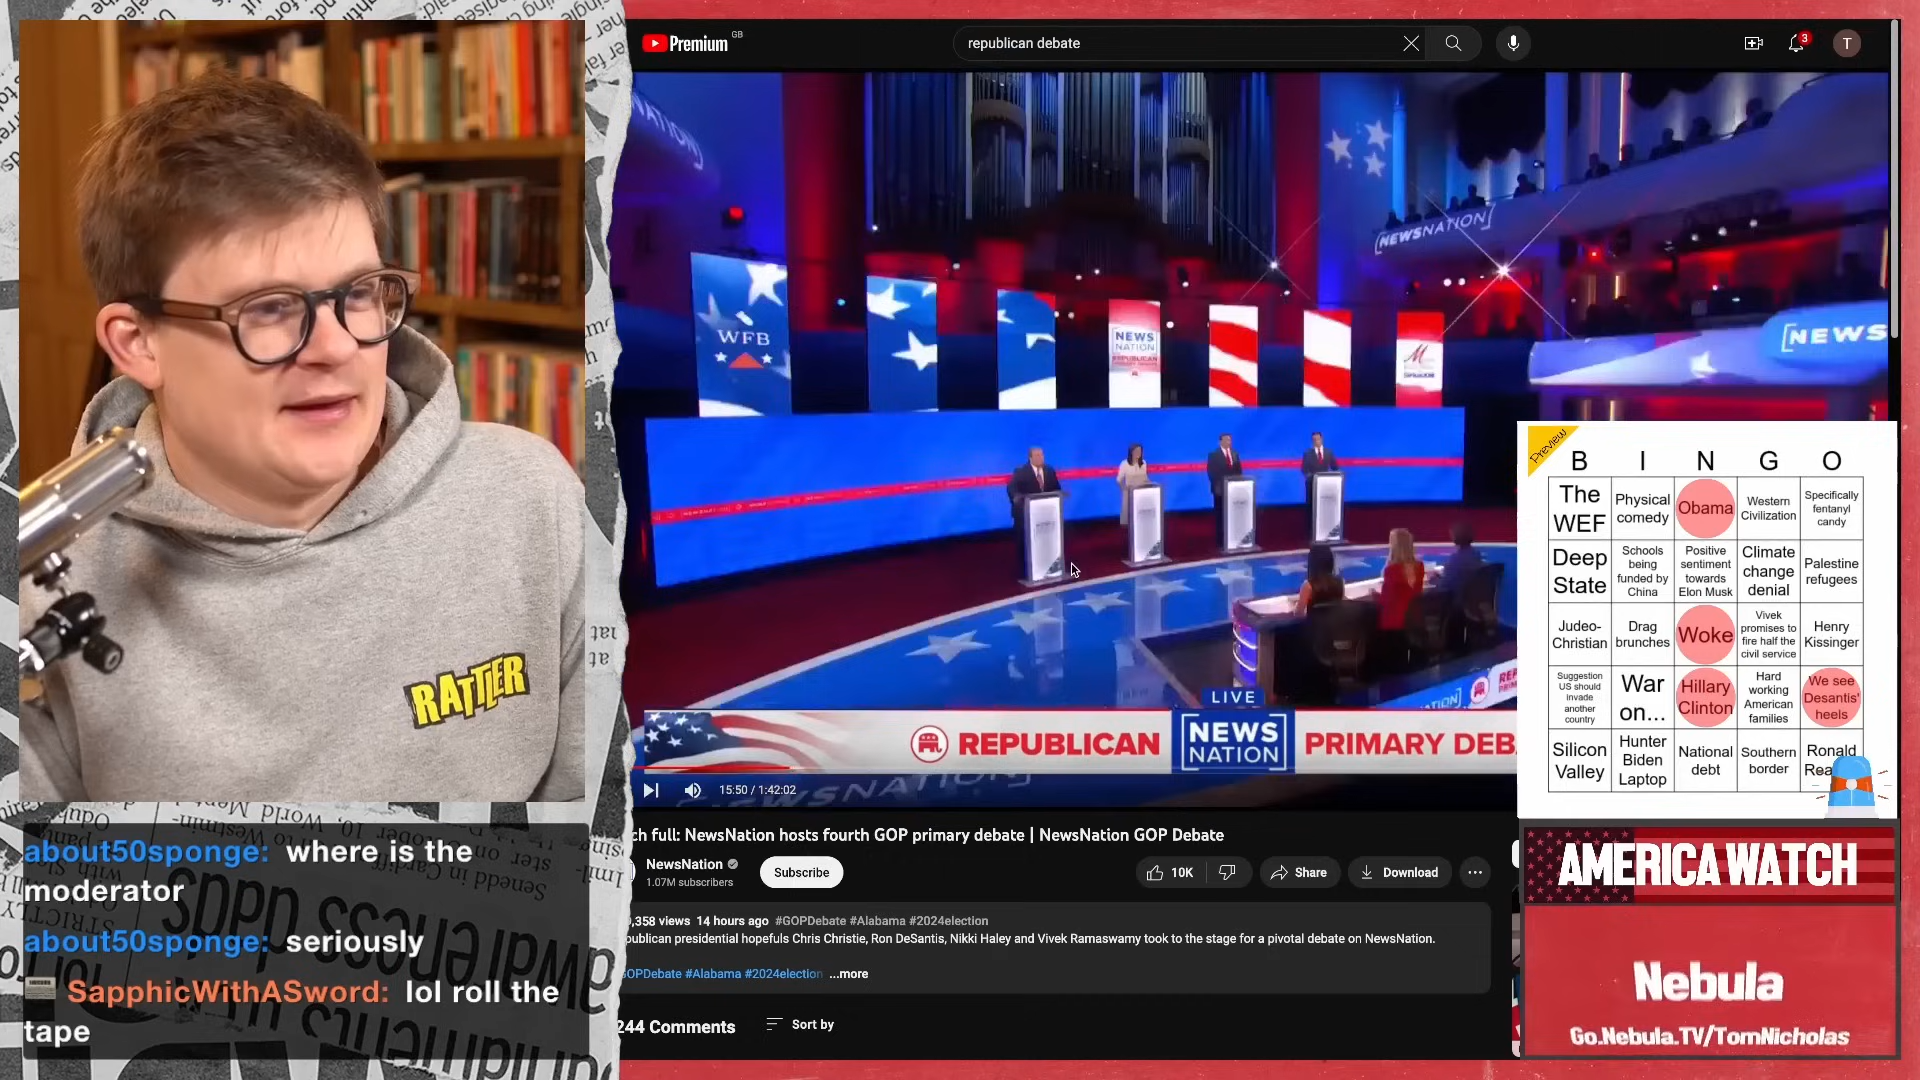 Premium GB
republican debate
3
T
NEWSNATION
[NEWS
WFB
NEWS
NATION
REPUBLICAN
LIVE
REPUBLICAN
NEWS
NATION
PRIMARY DEB
15:50 / 1:42:02
ch full: NewsNation hosts fourth GOP primary debate | NewsNation GOP Debate
NewsNation
1.07M subscribers
Subscribe
10K
Share
Download
,358 views 14 hours ago #GOPDebate #Alabama #2024election
publican presidential hopefuls Chris Christie, Ron DeSantis, Nikki Haley and Vivek Ramaswamy took to the stage for a pivotal debate on NewsNation.
GOPDebate #Alabama #2024election ...more
244 Comments
Sort by
Preview
B I N G O
The WEF
Physical comedy
Obama
Western Civilization
Specifically fentanyl candy
Deep State
Schools being funded by China
Positive sentiment towards Elon Musk
Climate change denial
Palestine refugees
Judeo-Christian
Drag brunches
Woke
Vivek promises to fire half the civil service
Henry Kissinger
Suggestion US should invade another country
War on...
Hillary Clinton
Hard working American families
We see Desantis' heels
Silicon Valley
Hunter Biden Laptop
National debt
Southern border
Ronald Rea
AMERICA WATCH
Nebula
Go.Nebula.TV/TomNicholas
RATTLER
about50sponge: where is the
moderator
about50sponge: seriously
SapphicWithASword: lol roll the
tape